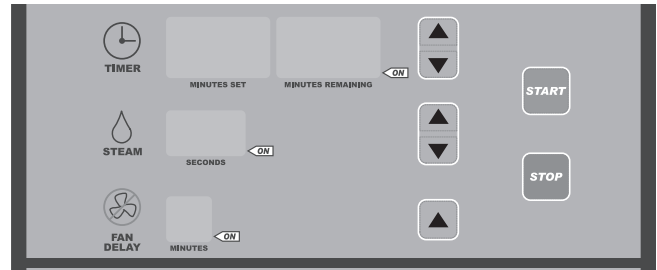 TIMER
MINUTES SET
MINUTES REMAINING
ON
START
STEAM
SECONDS
ON
STOP
FAN
DELAY
MINUTES
ON